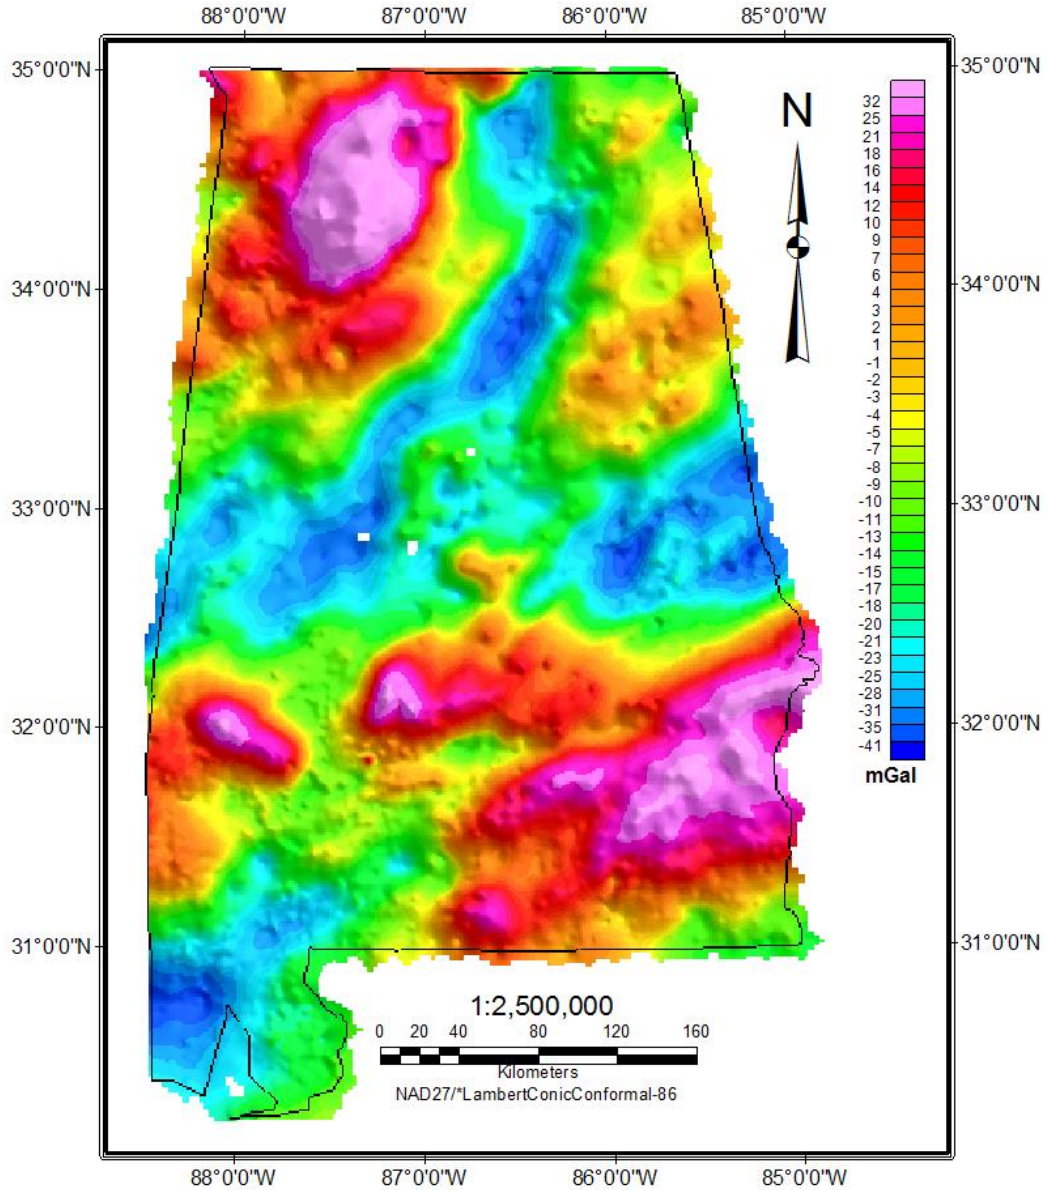 88°0'0"W 87°0'0"W 86°0'0"W 85°0'0"W
35°0'0"N
35°0'0"N
N
32
25
21
18
16
14
12
10
9
7
6
4
3
2
1
-1
-2
-3
-4
-5
-7
-8
-9
-10
-11
-13
-14
-15
-17
-18
-20
-21
-23
-25
-28
-31
-35
-41
mGal
34°0'0"N
34°0'0"N
33°0'0"N
33°0'0"N
32°0'0"N
32°0'0"N
31°0'0"N
31°0'0"N
1:2,500,000
0 20 40 80 120 160
Kilometers
NAD27/*LambertConicConformal-86
88°0'0"W 87°0'0"W 86°0'0"W 85°0'0"W